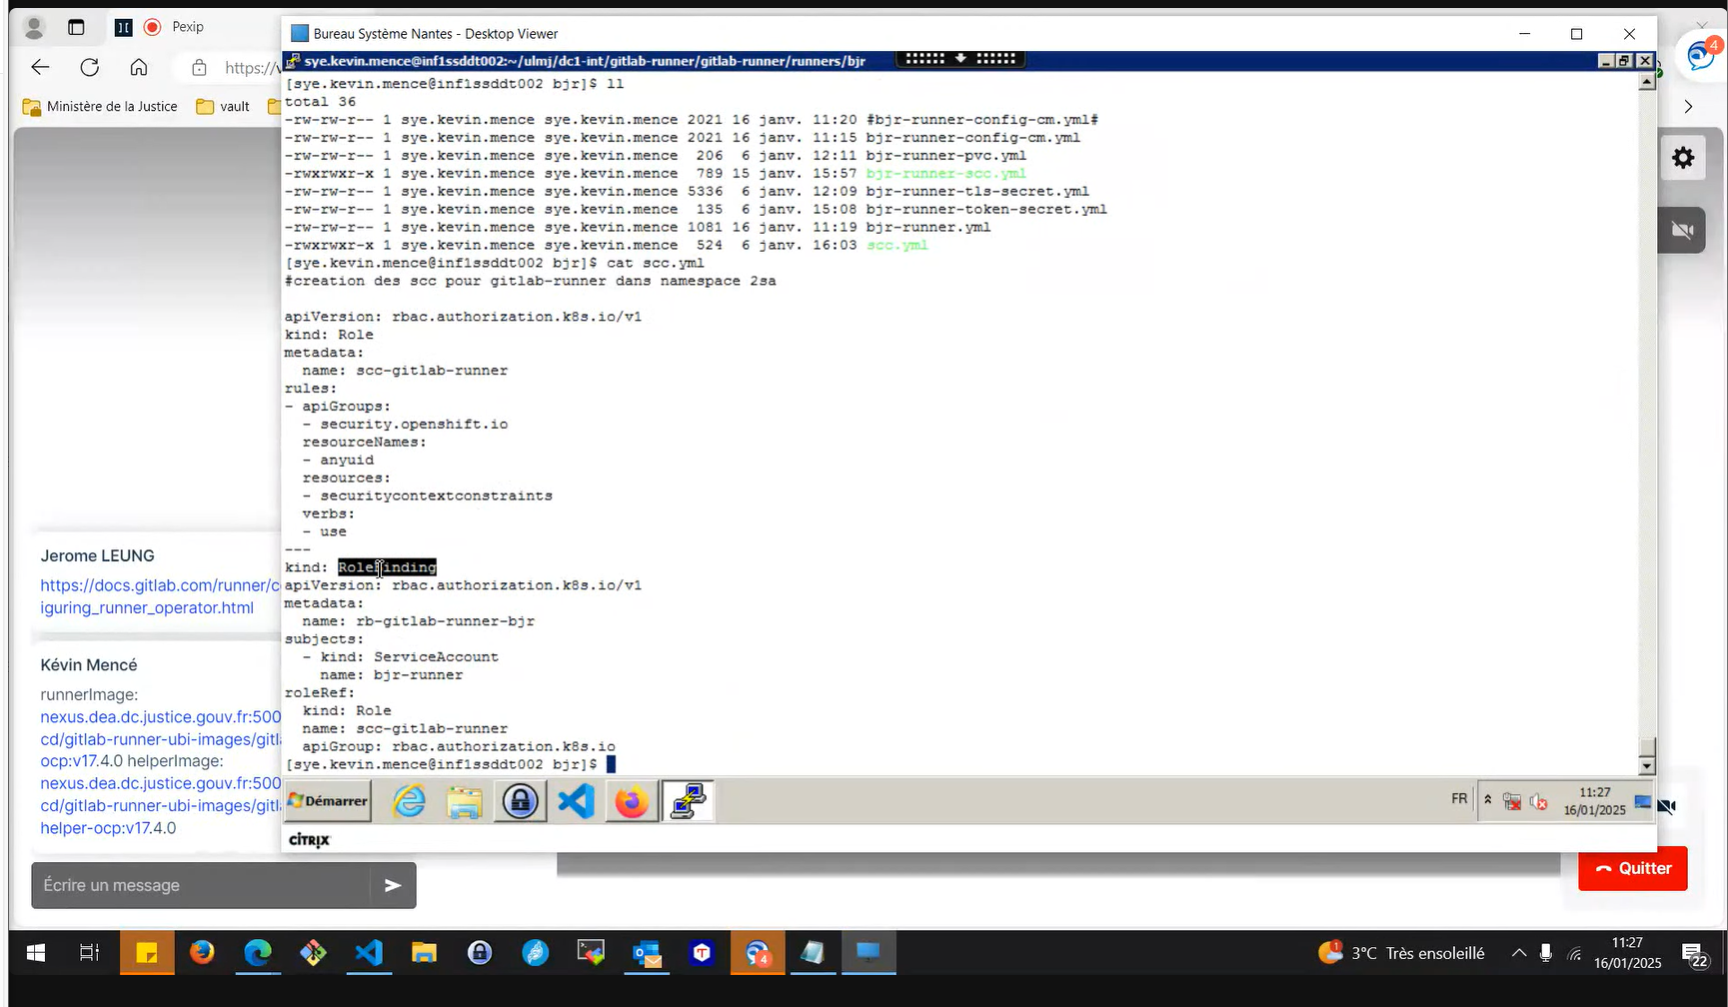 Pexip
Bureau Système Nantes - Desktop Viewer
4
sye.kevin.mence@inf1ssddt002:~/ulmj/dc1-int/gitlab-runner/gitlab-runner/runners/bjr
https://v
Ministère de la Justice
vault
[sye.kevin.mence@inf1ssddt002 bjr]$ ll
total 36
-rw-rw-r-- 1 sye.kevin.mence sye.kevin.mence 2021 16 janv. 11:20 #bjr-runner-config-cm.yml#
-rw-rw-r-- 1 sye.kevin.mence sye.kevin.mence 2021 16 janv. 11:15 bjr-runner-config-cm.yml
-rw-rw-r-- 1 sye.kevin.mence sye.kevin.mence  206  6 janv. 12:11 bjr-runner-pvc.yml
-rwxrwxr-x 1 sye.kevin.mence sye.kevin.mence  789 15 janv. 15:57 bjr-runner-scc.yml
-rw-rw-r-- 1 sye.kevin.mence sye.kevin.mence 5336  6 janv. 12:09 bjr-runner-tls-secret.yml
-rw-rw-r-- 1 sye.kevin.mence sye.kevin.mence  135  6 janv. 15:08 bjr-runner-token-secret.yml
-rw-rw-r-- 1 sye.kevin.mence sye.kevin.mence 1081 16 janv. 11:19 bjr-runner.yml
-rwxrwxr-x 1 sye.kevin.mence sye.kevin.mence  524  6 janv. 16:03 scc.yml
[sye.kevin.mence@inf1ssddt002 bjr]$ cat scc.yml
#creation des scc pour gitlab-runner dans namespace 2sa
apiVersion: rbac.authorization.k8s.io/v1
kind: Role
metadata:
  name: scc-gitlab-runner
rules:
- apiGroups:
  - security.openshift.io
  resourceNames:
  - anyuid
  resources:
  - securitycontextconstraints
  verbs:
  - use
---
kind: RoleBinding
apiVersion: rbac.authorization.k8s.io/v1
metadata:
  name: rb-gitlab-runner-bjr
subjects:
  - kind: ServiceAccount
    name: bjr-runner
roleRef:
  kind: Role
  name: scc-gitlab-runner
  apiGroup: rbac.authorization.k8s.io
[sye.kevin.mence@inf1ssddt002 bjr]$
Jerome LEUNG
https://docs.gitlab.com/runner/c
iguring_runner_operator.html
Kévin Mencé
runnerImage:
nexus.dea.dc.justice.gouv.fr:500
cd/gitlab-runner-ubi-images/gitl
ocp:v17.4.0 helperImage:
nexus.dea.dc.justice.gouv.fr:500
cd/gitlab-runner-ubi-images/gitl
helper-ocp:v17.4.0
Démarrer
FR
11:27
16/01/2025
CİTRIX
Écrire un message
Quitter
4
3°C Très ensoleillé
11:27
16/01/2025
22